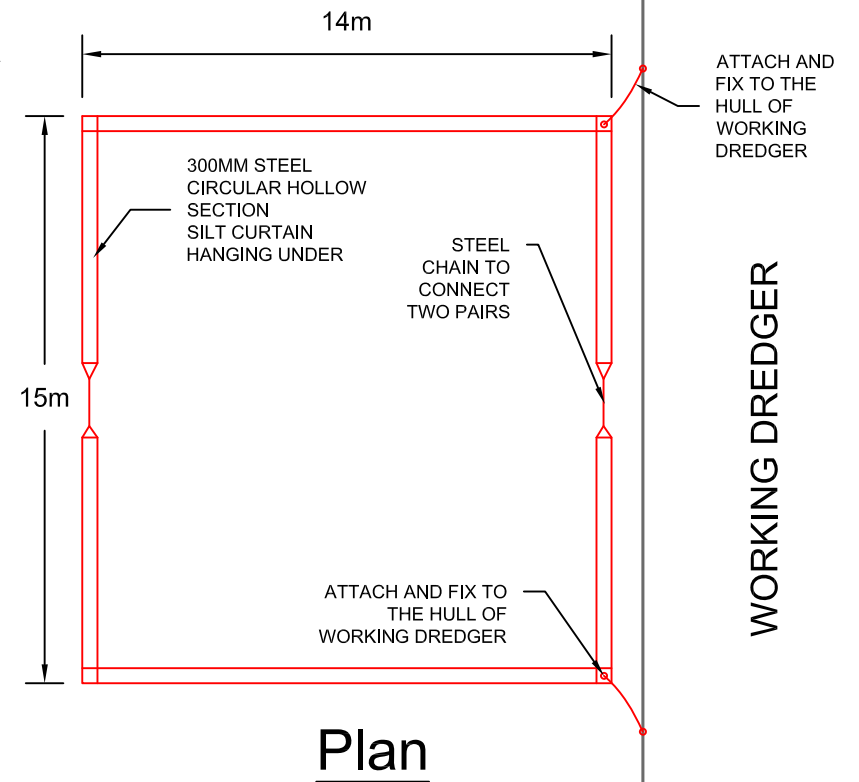 14m
ATTACH AND
FIX TO THE
HULL OF
WORKING
DREDGER
300MM STEEL
CIRCULAR HOLLOW
SECTION
SILT CURTAIN
HANGING UNDER
STEEL
CHAIN TO
CONNECT
TWO PAIRS
15m
WORKING DREDGER
ATTACH AND FIX TO
THE HULL OF
WORKING DREDGER
Plan